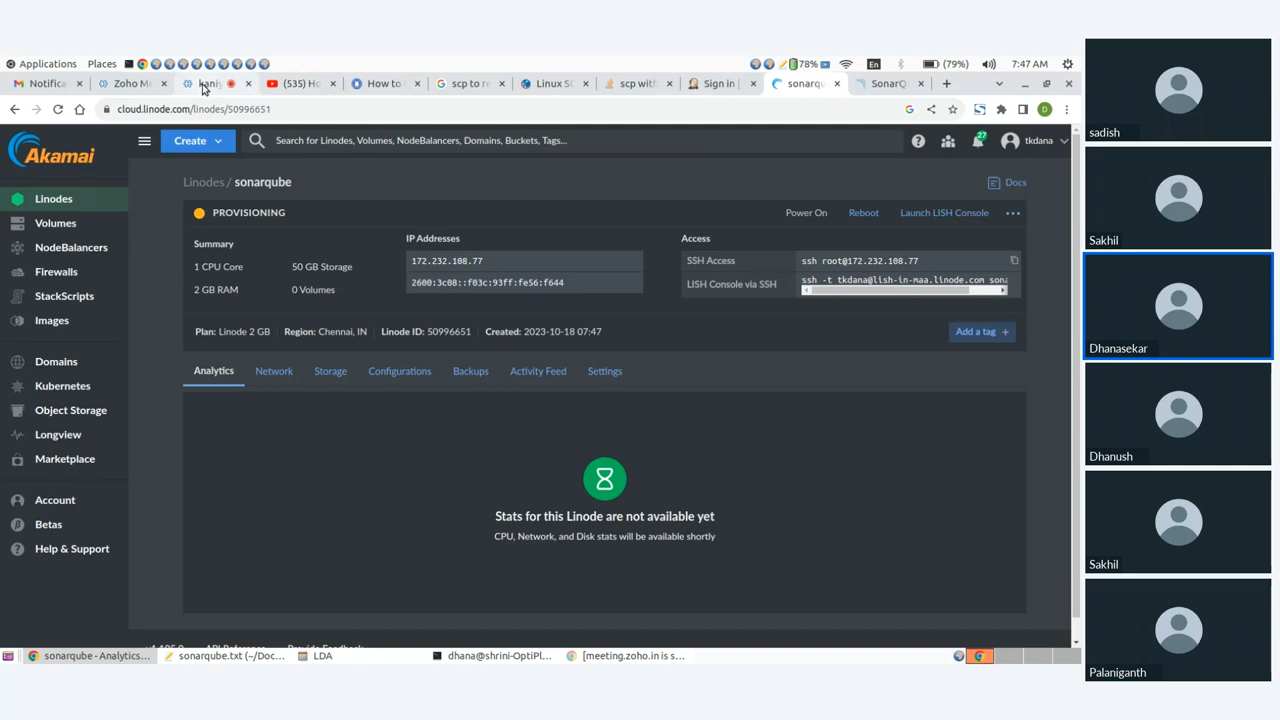 Applications Places 78% En (79%) 7:47 AM
Notifica Zoho Me kaniy (535) Ho How to scp to re Linux SC scp with Sign in sonarqu SonarQ
cloud.linode.com/linodes/50996651
D
Akamai
Create
Search for Linodes, Volumes, NodeBalancers, Domains, Buckets, Tags...
27
tkdana
Linodes
Volumes
NodeBalancers
Firewalls
StackScripts
Images
Domains
Kubernetes
Object Storage
Longview
Marketplace
Account
Betas
Help & Support
Linodes / sonarqube
Docs
PROVISIONING
Power On Reboot Launch LISH Console
Summary
1 CPU Core 50 GB Storage
2 GB RAM 0 Volumes
IP Addresses
172.232.108.77
2600:3c08::f03c:93ff:fe56:f644
Access
SSH Access ssh root@172.232.108.77
LISH Console via SSH ssh -t tkdana@lish-in-maa.linode.com sona
Plan: Linode 2 GB Region: Chennai, IN Linode ID: 50996651 Created: 2023-10-18 07:47
Add a tag +
Analytics Network Storage Configurations Backups Activity Feed Settings
Stats for this Linode are not available yet
CPU, Network, and Disk stats will be available shortly
API Reference Provide Feedback
sonarqube - Analytics... sonarqube.txt (~/Doc... LDA dhana@shrini-OptiPl... [meeting.zoho.in is s...
sadish
Sakhil
Dhanasekar
Dhanush
Sakhil
Palaniganth